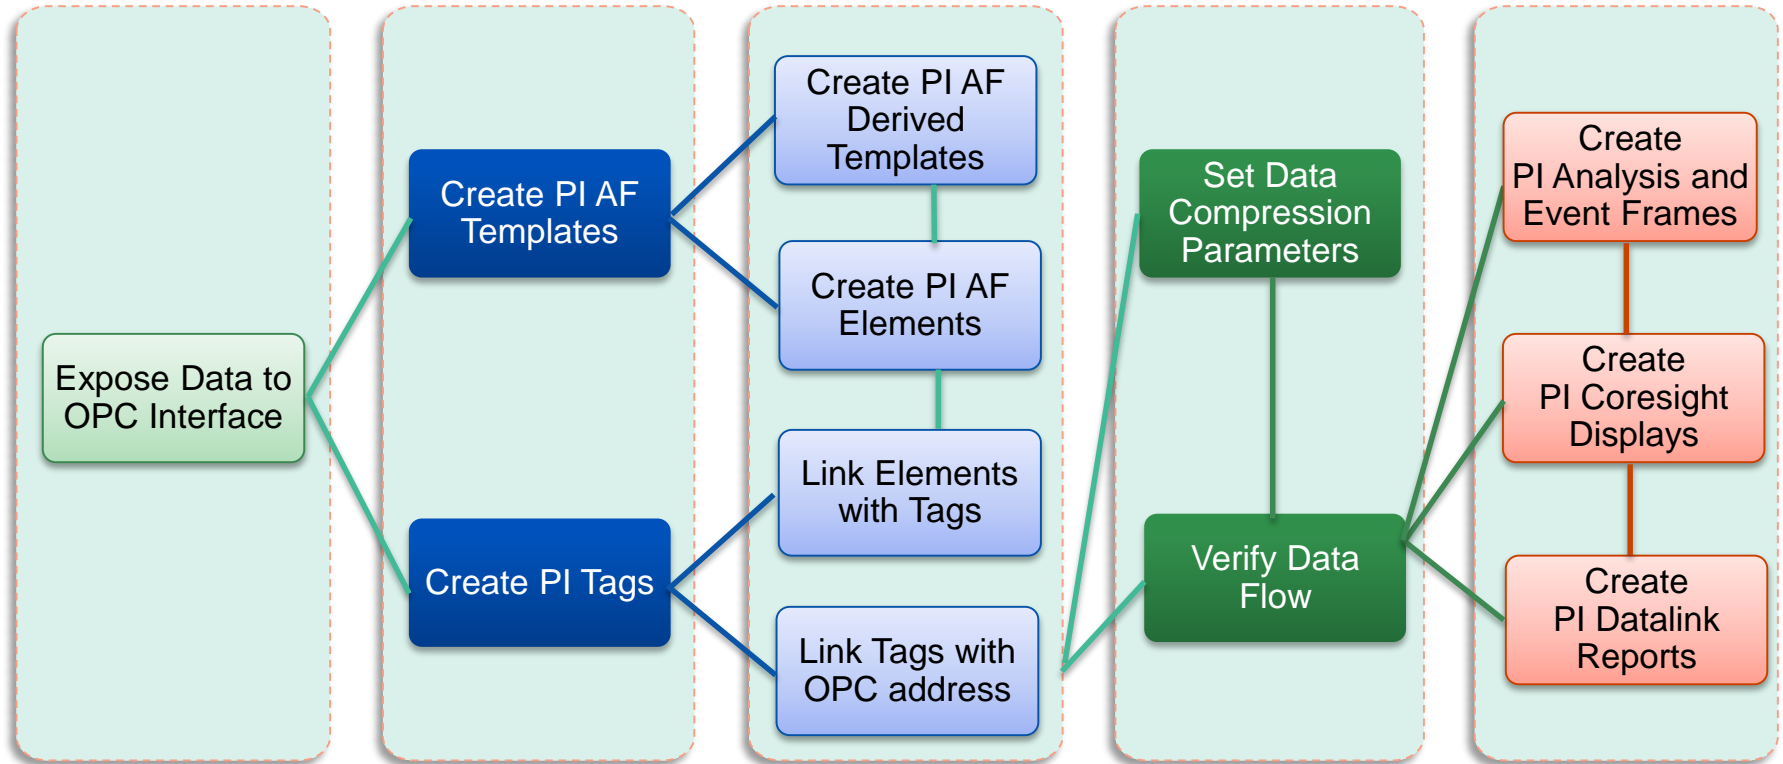 Expose Data to
OPC Interface
Create PI AF
Templates
Create PI Tags
Create PI AF
Derived
Templates
Create PI AF
Elements
Link Elements
with Tags
Link Tags with
OPC address
Set Data
Compression
Parameters
Verify Data
Flow
Create
PI Analysis and
Event Frames
Create
PI Coresight
Displays
Create
PI Datalink
Reports